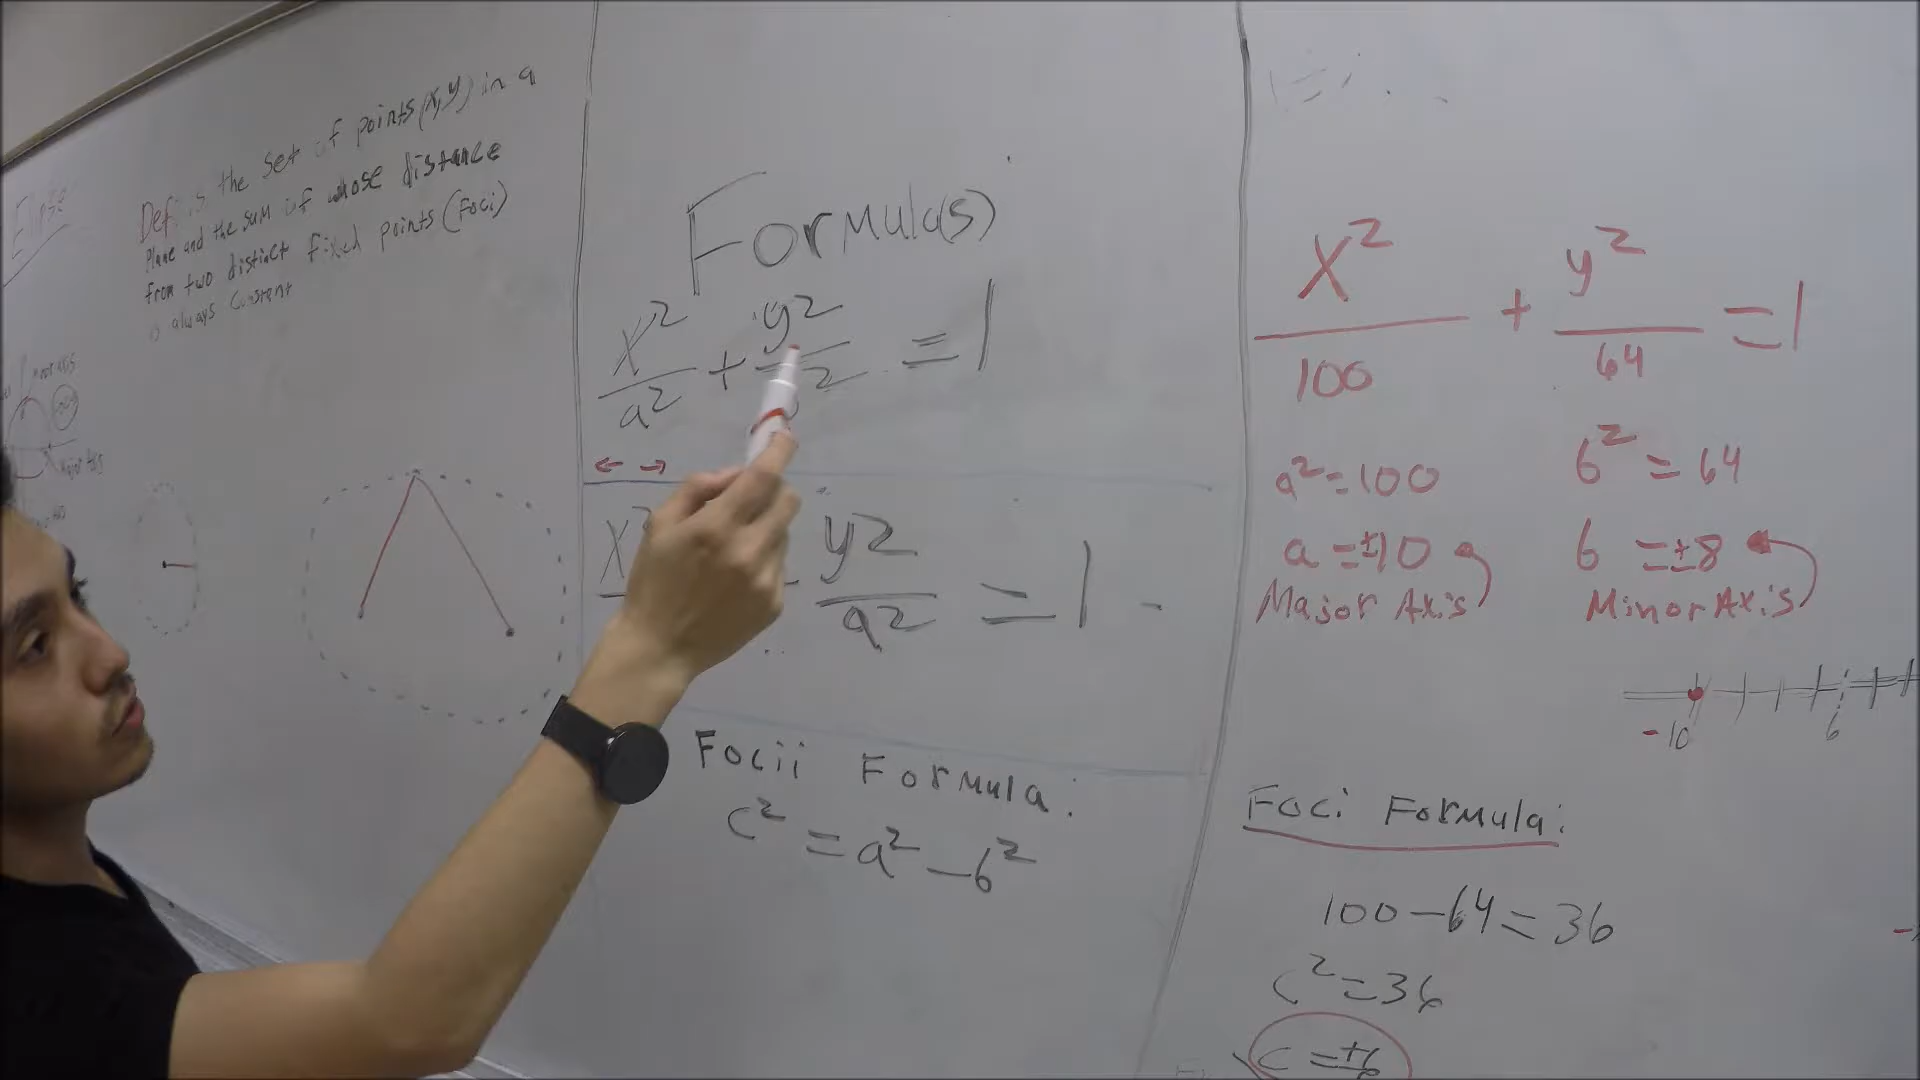 Elipse
Def: is the set of points (x,y) in a
Plane and the sum of whose distance
from two distinct fixed points (Foci)
is always constant
Major Axis
Formula(s)
x²/a² + y²/b² = 1
← →
y²/a² = 1
Focii Formula:
c² = a² - b²
x²/100 + y²/64 = 1
a² = 100
b² = 64
a = ±10
b = ±8
Major Axis
Minor Axis
-10
6
Foci Formula:
100 - 64 = 36
c² = 36
c = ±6